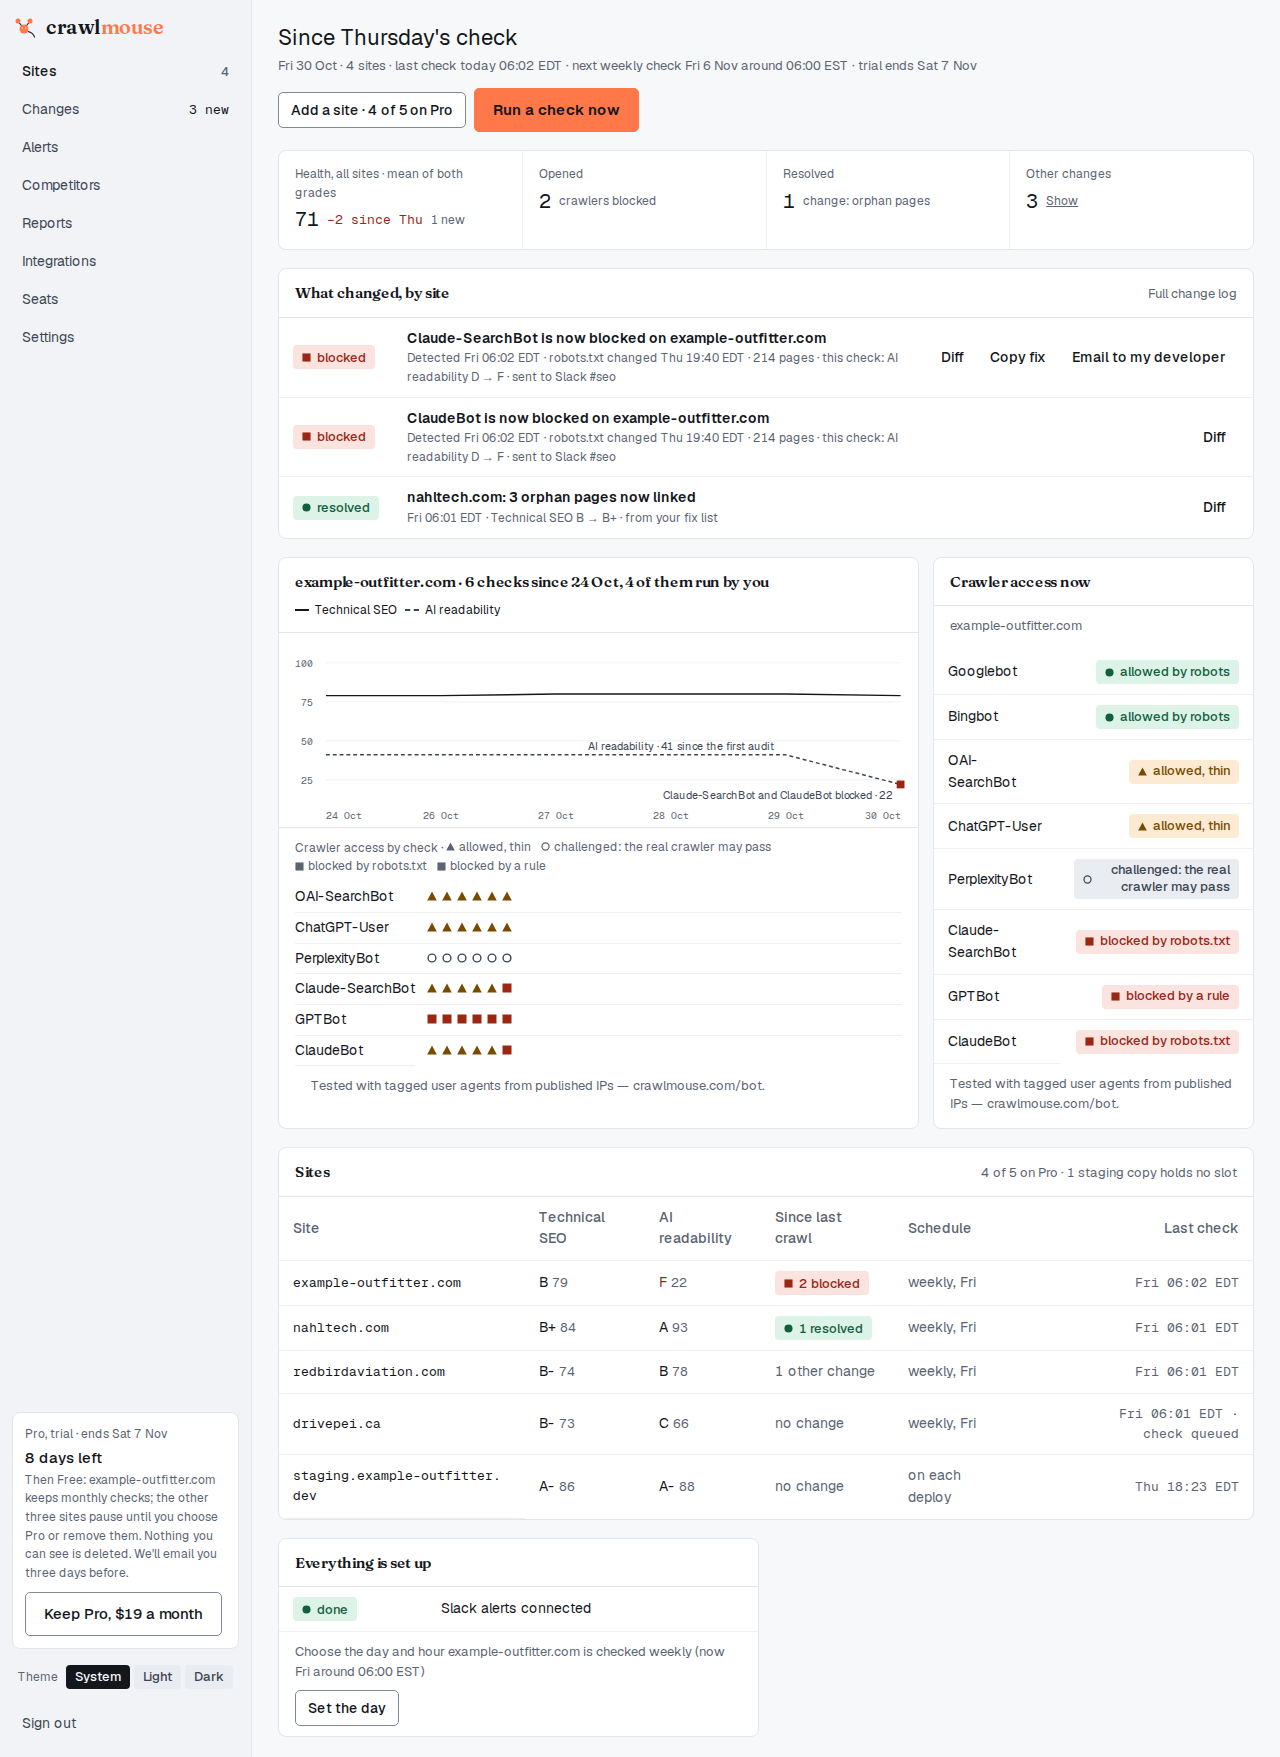 crawlmouse
Sites 4
Changes 3 new
Alerts
Competitors
Reports
Integrations
Seats
Settings
Pro, trial · ends Sat 7 Nov
8 days left
Then Free: example-outfitter.com
keeps monthly checks; the other
three sites pause until you choose
Pro or remove them. Nothing you
can see is deleted. We'll email you
three days before.
Keep Pro, $19 a month
Theme System Light Dark
Sign out
Since Thursday's check
Fri 30 Oct · 4 sites · last check today 06:02 EDT · next weekly check Fri 6 Nov around 06:00 EST · trial ends Sat 7 Nov
Add a site · 4 of 5 on Pro
Run a check now
Health, all sites · mean of both
grades
71 −2 since Thu 1 new
Opened
2 crawlers blocked
Resolved
1 change: orphan pages
Other changes
3 Show
What changed, by site
Full change log
blocked
Claude-SearchBot is now blocked on example-outfitter.com
Detected Fri 06:02 EDT · robots.txt changed Thu 19:40 EDT · 214 pages · this check: AI
readability D → F · sent to Slack #seo
Diff Copy fix Email to my developer
blocked
ClaudeBot is now blocked on example-outfitter.com
Detected Fri 06:02 EDT · robots.txt changed Thu 19:40 EDT · 214 pages · this check: AI
readability D → F · sent to Slack #seo
Diff
resolved
nahltech.com: 3 orphan pages now linked
Fri 06:01 EDT · Technical SEO B → B+ · from your fix list
Diff
example-outfitter.com · 6 checks since 24 Oct, 4 of them run by you
Technical SEO AI readability
100
75
50
25
AI readability · 41 since the first audit
Claude-SearchBot and ClaudeBot blocked · 22
24 Oct 26 Oct 27 Oct 28 Oct 29 Oct 30 Oct
Crawler access by check · allowed, thin challenged: the real crawler may pass
blocked by robots.txt blocked by a rule
OAI-SearchBot
ChatGPT-User
PerplexityBot
Claude-SearchBot
GPTBot
ClaudeBot
Tested with tagged user agents from published IPs — crawlmouse.com/bot.
Crawler access now
example-outfitter.com
Googlebot allowed by robots
Bingbot allowed by robots
OAI-
SearchBot
allowed, thin
ChatGPT-User allowed, thin
PerplexityBot
challenged: the real
crawler may pass
Claude-
SearchBot
blocked by robots.txt
GPTBot blocked by a rule
ClaudeBot blocked by robots.txt
Tested with tagged user agents from published
IPs — crawlmouse.com/bot.
Sites
4 of 5 on Pro · 1 staging copy holds no slot
Site
Technical
SEO
AI
readability
Since last
crawl
Schedule
Last check
example-outfitter.com B 79 F 22 2 blocked weekly, Fri Fri 06:02 EDT
nahltech.com B+ 84 A 93 1 resolved weekly, Fri Fri 06:01 EDT
redbirdaviation.com B- 74 B 78 1 other change weekly, Fri Fri 06:01 EDT
drivepei.ca B- 73 C 66 no change weekly, Fri
Fri 06:01 EDT ·
check queued
staging.example-outfitter.
dev
A- 86 A- 88 no change
on each
deploy
Thu 18:23 EDT
Everything is set up
done Slack alerts connected
Choose the day and hour example-outfitter.com is checked weekly (now
Fri around 06:00 EST)
Set the day